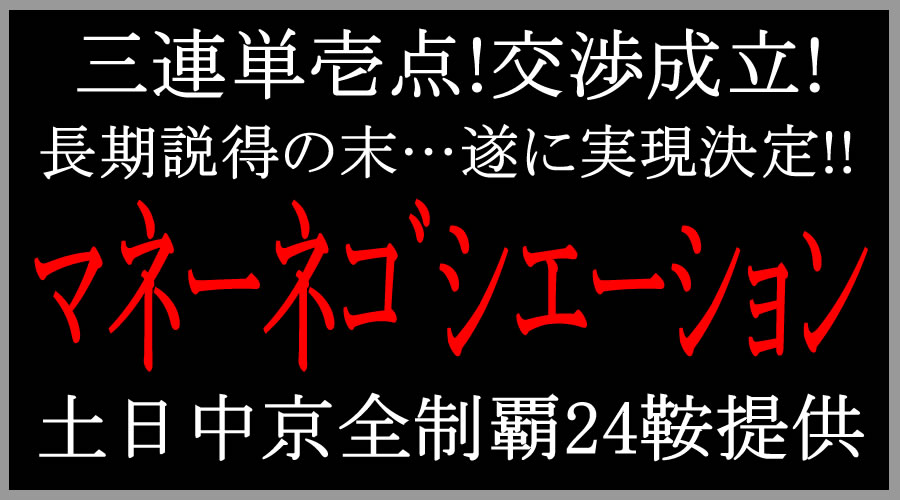 三連単壱点!交渉成立!
長期説得の末…遂に実現決定!!
マネーネゴシエーション
土日中京全制覇24鞍提供